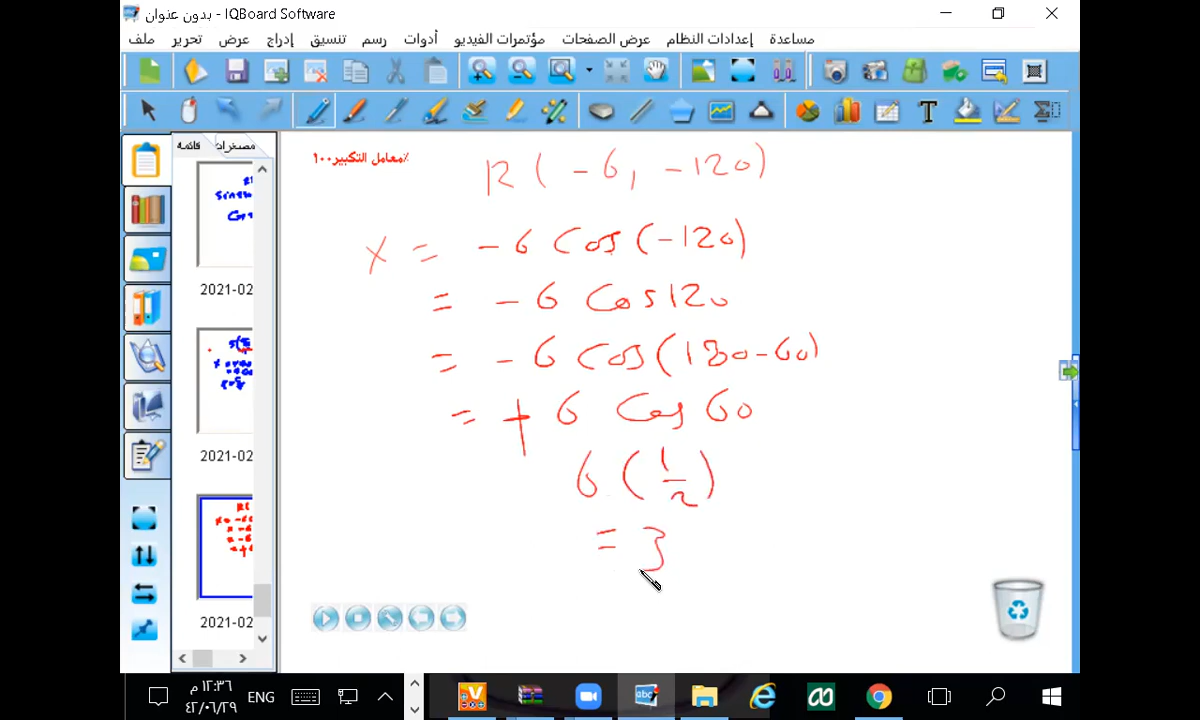 بدون عنوان - IQBoard Software
ملف تحرير عرض إدراج تنسيق رسم أدوات مؤتمرات الفيديو عرض الصفحات إعدادات النظام مساعدة
قائمة مصغرات
معامل التكبير١٠٠٪
R ( - 6 , - 120 )
x = - 6 Cos ( - 120 )
= - 6 Cos 120
= - 6 Cos ( 180 - 60 )
= + 6 Cos 60
6 ( 1/2 )
= 3
2021-02
2021-02
2021-02
١٢:٣٦ م
٤٢/٠٦/٢٩
ENG